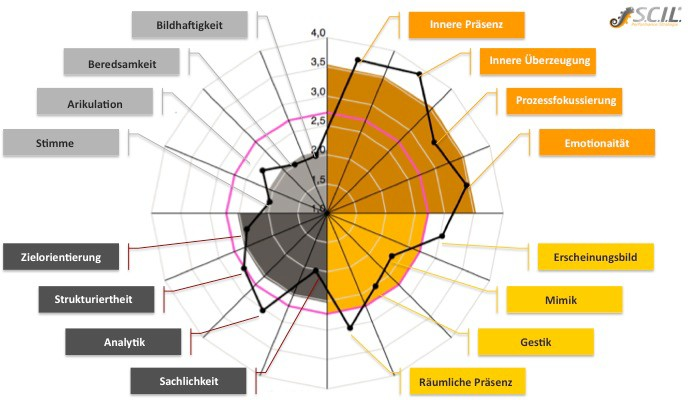 S.C.I.L.
Bildhaftigkeit
Innere Präsenz
Beredsamkeit
Innere Überzeugung
Arikulation
Prozessfokussierung
Stimme
Emotionaität
4,0
3,5
3,0
2,5
2,0
1,5
1,0
Zielorientierung
Erscheinungsbild
Strukturiertheit
Mimik
Analytik
Gestik
Sachlichkeit
Räumliche Präsenz